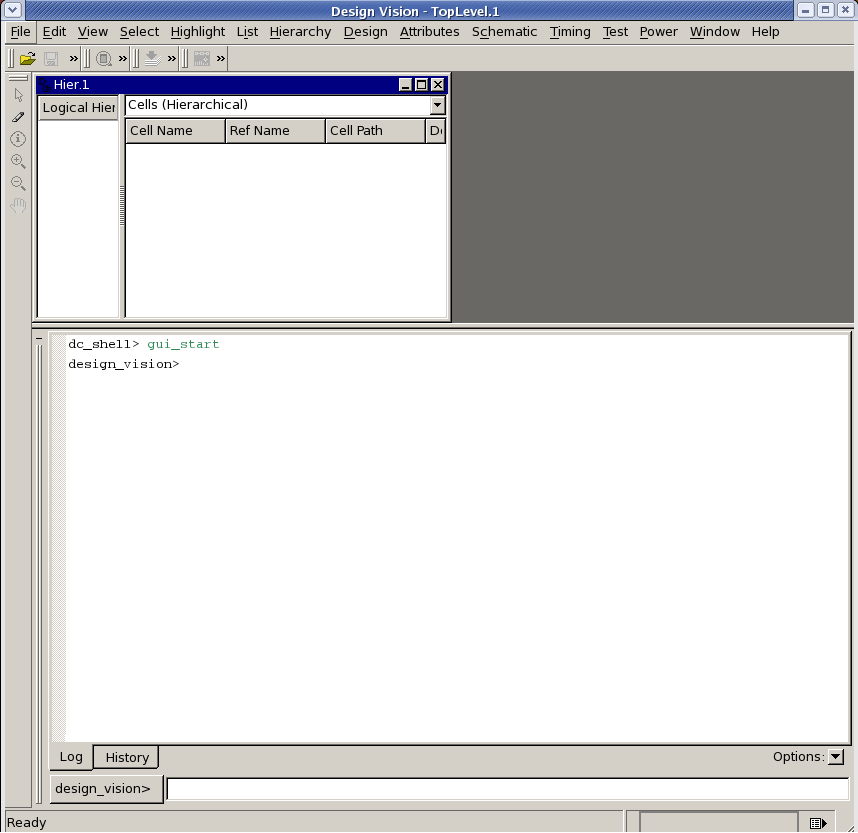 Design Vision - TopLevel.1
File Edit View Select Highlight List Hierarchy Design Attributes Schematic Timing Test Power Window Help
» » » »
Hier.1
Logical Hier
Cells (Hierarchical)
Cell Name Ref Name Cell Path D
dc_shell> gui_start
design_vision>
Log History Options:
design_vision>
Ready